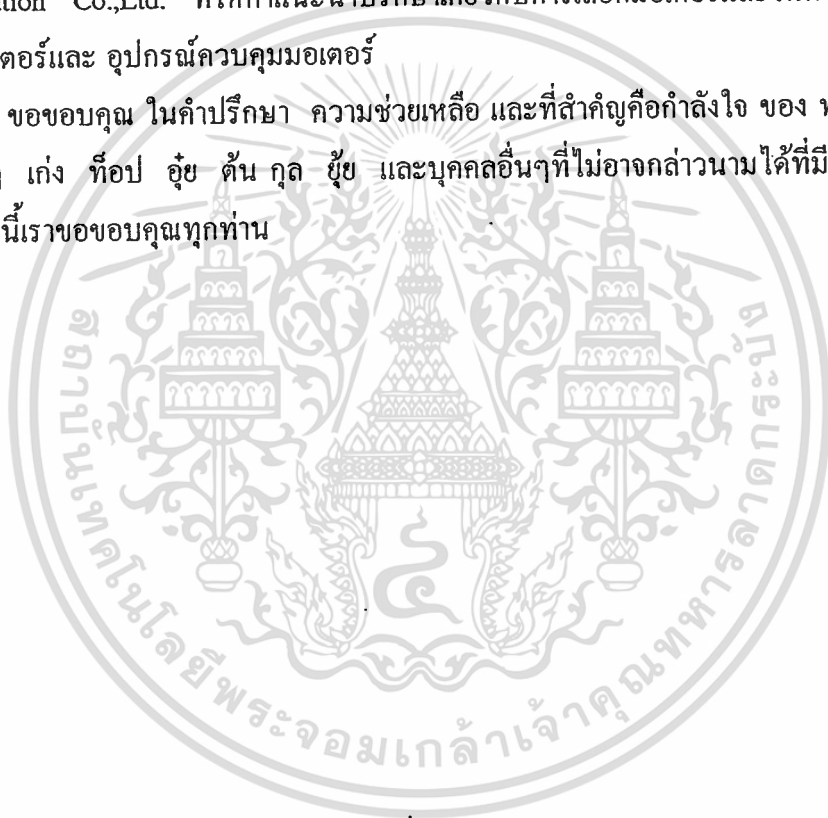 Co.,Ltd.
ตอร์และ อุปกรณ์ควบคุมมอเตอร์
ขอขอบคุณ ในคำปรึกษา ความช่วยเหลือ และที่สำคัญคือกำลังใจ ของ
เก่ง ท็อป อุ๋ย ต้น กุล ยุ้ย และบุคคลอื่นๆที่ไม่อาจกล่าวนามได้ที่มี
นี้เราขอขอบคุณทุกท่าน
สถาบันเทคโนโลยีพระจอมเกล้าเจ้าคุณทหารลาดกระบัง